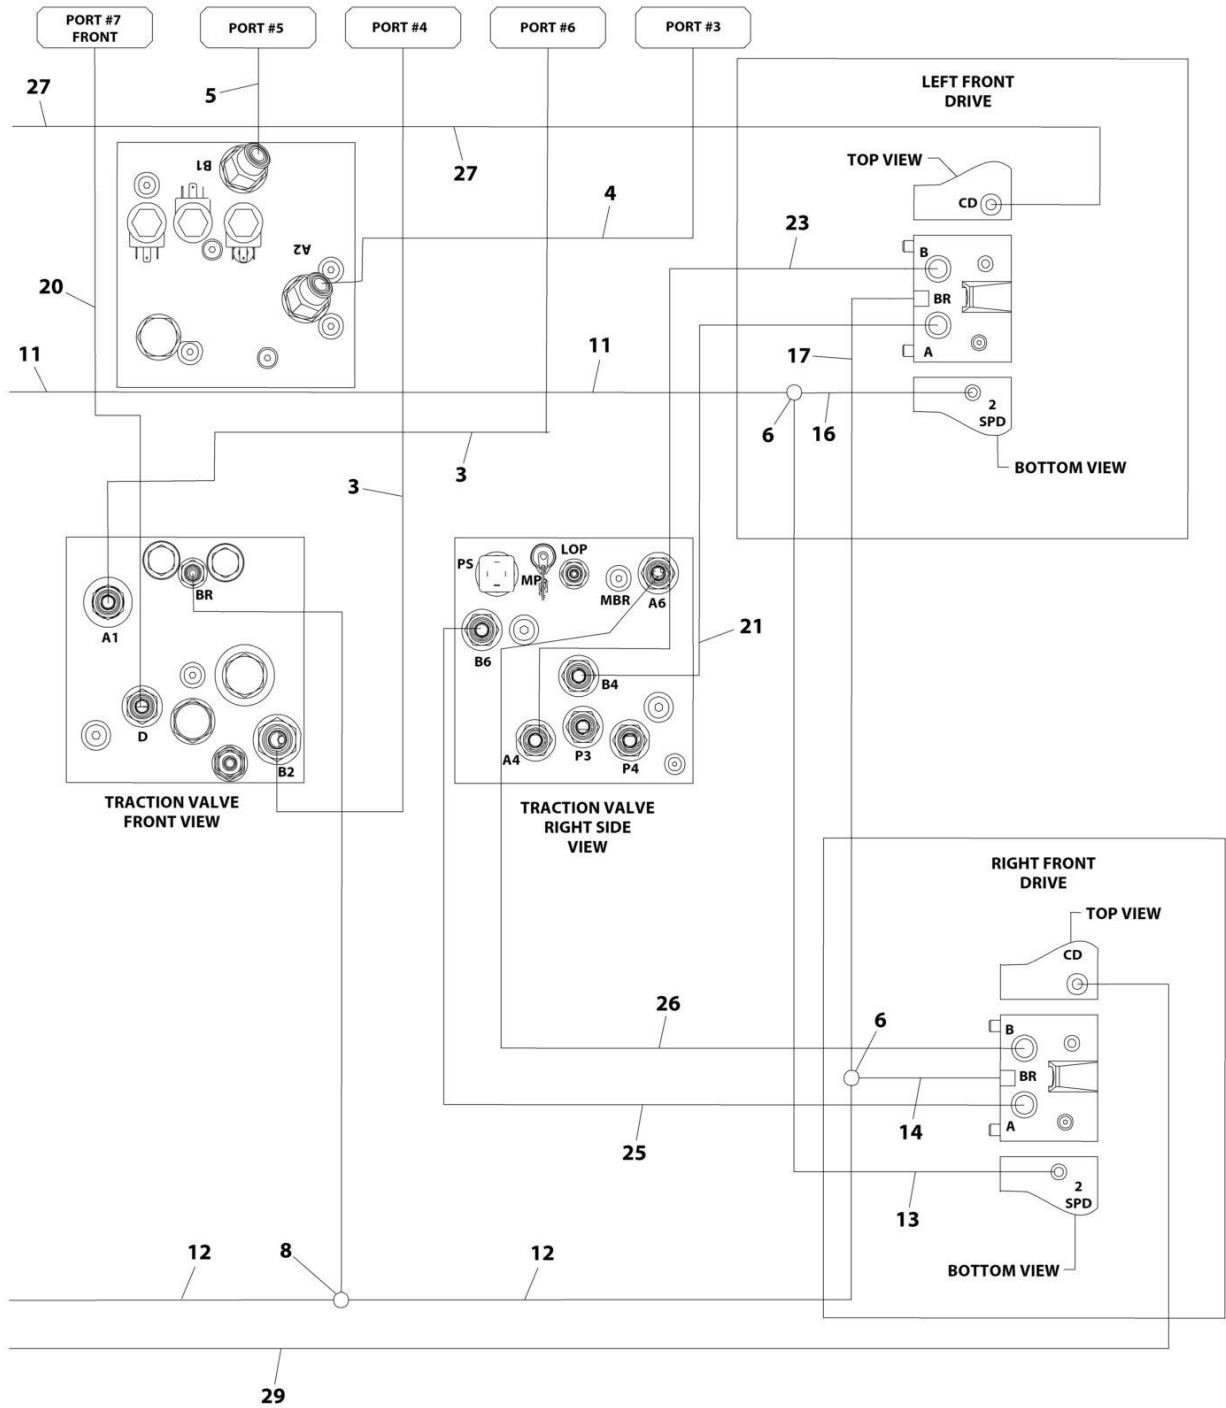 PORT #7
FRONT
PORT #5
PORT #4
PORT #6
PORT #3
27
5
27
LEFT FRONT
DRIVE
TOP VIEW
CD
B1
4
23
A2
B
20
BR
17
A
11
11
6
16
2
SPD
BOTTOM VIEW
3
3
PS
MP
LOP
MBR
A6
BR
A1
B6
21
B4
D
B2
A4
P3
P4
TRACTION VALVE
FRONT VIEW
TRACTION VALVE
RIGHT SIDE
VIEW
RIGHT FRONT
DRIVE
TOP VIEW
CD
26
6
B
BR
A
25
14
13
2
SPD
BOTTOM VIEW
12
8
12
29